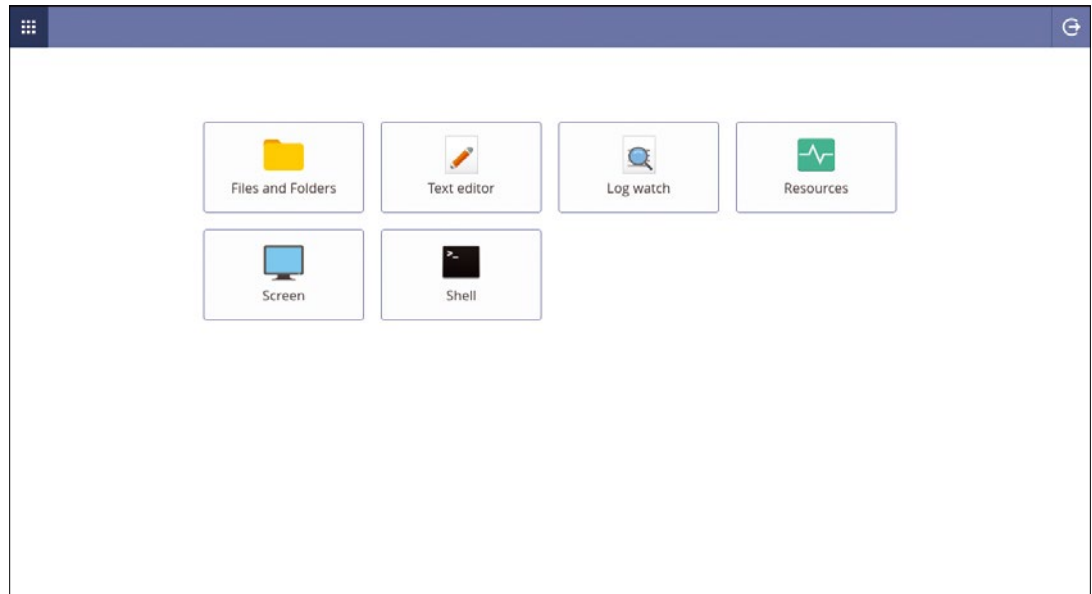 Files and Folders
Text editor
Log watch
Resources
>_
Screen
Shell